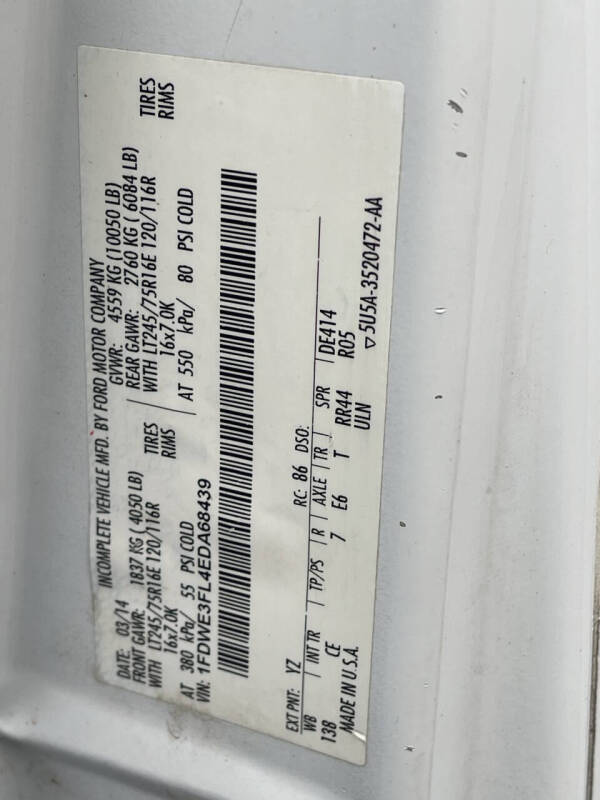 INCOMPLETE VEHICLE MFD. BY FORD MOTOR COMPANY
DATE: 03/14 GVWR: 4559 KG (10050 LB)
FRONT GAWR: 1837 KG ( 4050 LB) REAR GAWR: 2760 KG ( 6084 LB)
WITH LT245/75R16E 120/116R TIRES WITH LT245/75R16E 120/116R TIRES
16x7.0K RIMS 16x7.0K RIMS
AT 380 kPa/ 55 PSI COLD AT 550 kPa/ 80 PSI COLD
VIN: 1FDWE3FL4EDA68439
EXT PNT: YZ RC: 86 DSO:
WB | INT TR | TP/PS | R | AXLE | TR | SPR DE414
138 CE 7 E6 T RR44 R05
MADE IN U.S.A. ULN
▽5U5A-3520472-AA